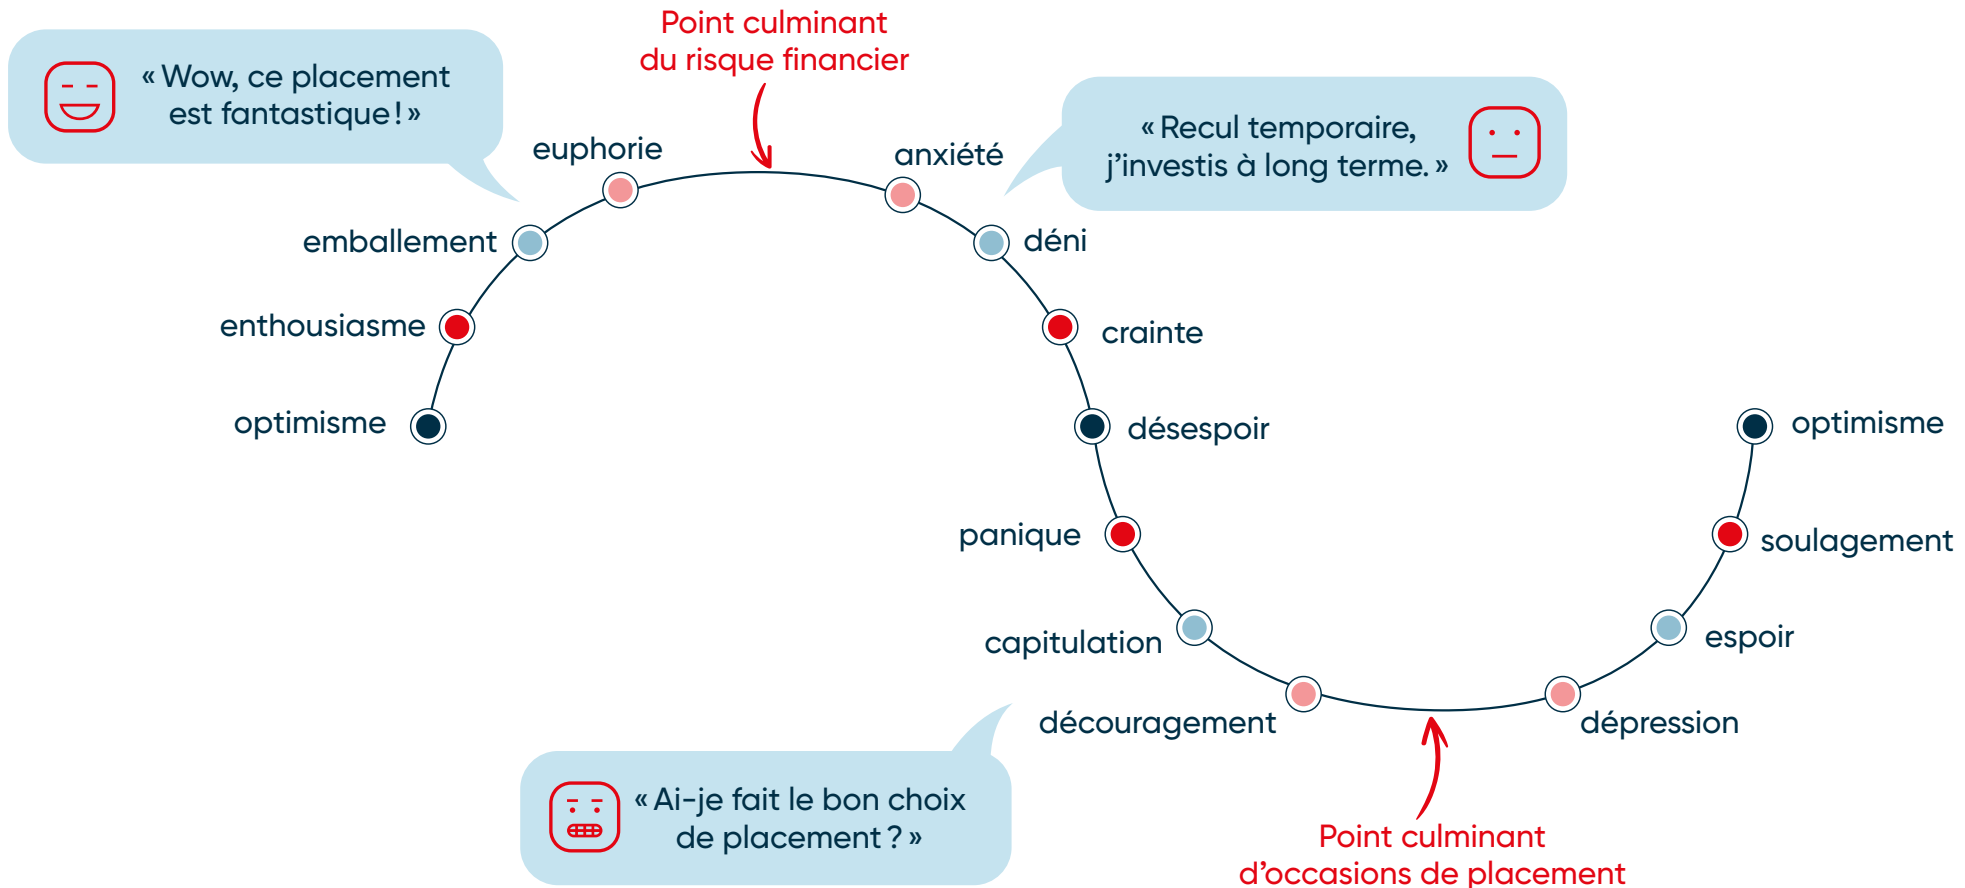 Point culminant
du risque financier
« Wow, ce placement
est fantastique ! »
« Recul temporaire,
j’investis à long terme. »
euphorie
anxiété
emballement
déni
enthousiasme
crainte
optimisme
désespoir
optimisme
panique
soulagement
capitulation
espoir
découragement
dépression
« Ai-je fait le bon choix
de placement ? »
Point culminant
d’occasions de placement